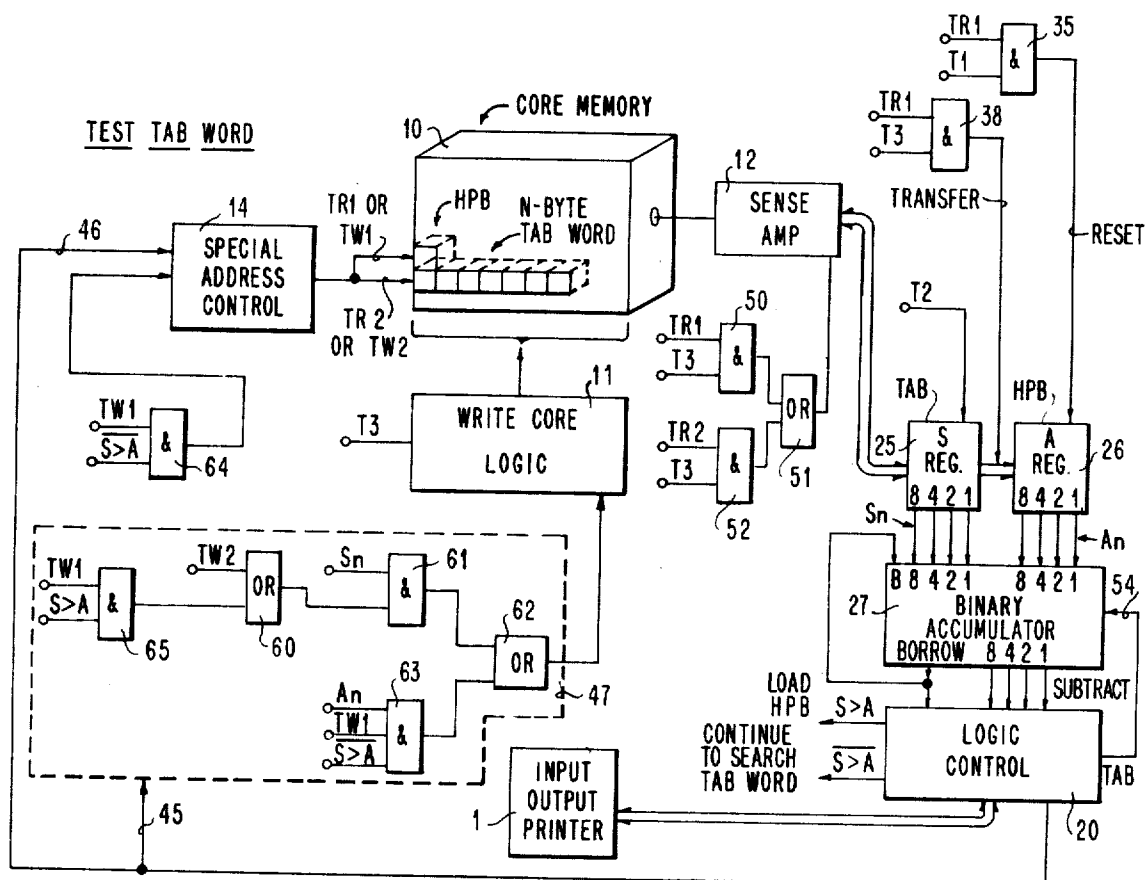 TEST TAB WORD
CORE MEMORY
10
HPB
N-BYTE
TAB WORD
TR1 OR
TW1
TR 2
OR TW2
46
14
SPECIAL
ADDRESS
CONTROL
TW1
S>A
&
64
12
SENSE
AMP
TR1
T1
&
35
TR1
T3
&
38
TRANSFER
RESET
T2
TR1
T3
50
&
OR
51
TR2
T3
&
52
T3
11
WRITE CORE
LOGIC
TAB
25
S
REG.
8 4 2 1
HPB
A
REG.
26
8 4 2 1
Sn
An
B 8 4 2 1
8 4 2 1
27
BINARY
ACCUMULATOR
BORROW
8 4 2 1
54
SUBTRACT
TW1
S>A
&
65
TW2
OR
60
Sn
&
61
62
OR
47
An
TW1
S>A
63
&
LOAD
HPB
S>A
CONTINUE
TO SEARCH
TAB WORD
S>A
LOGIC
CONTROL
TAB
20
1
INPUT
OUTPUT
PRINTER
45